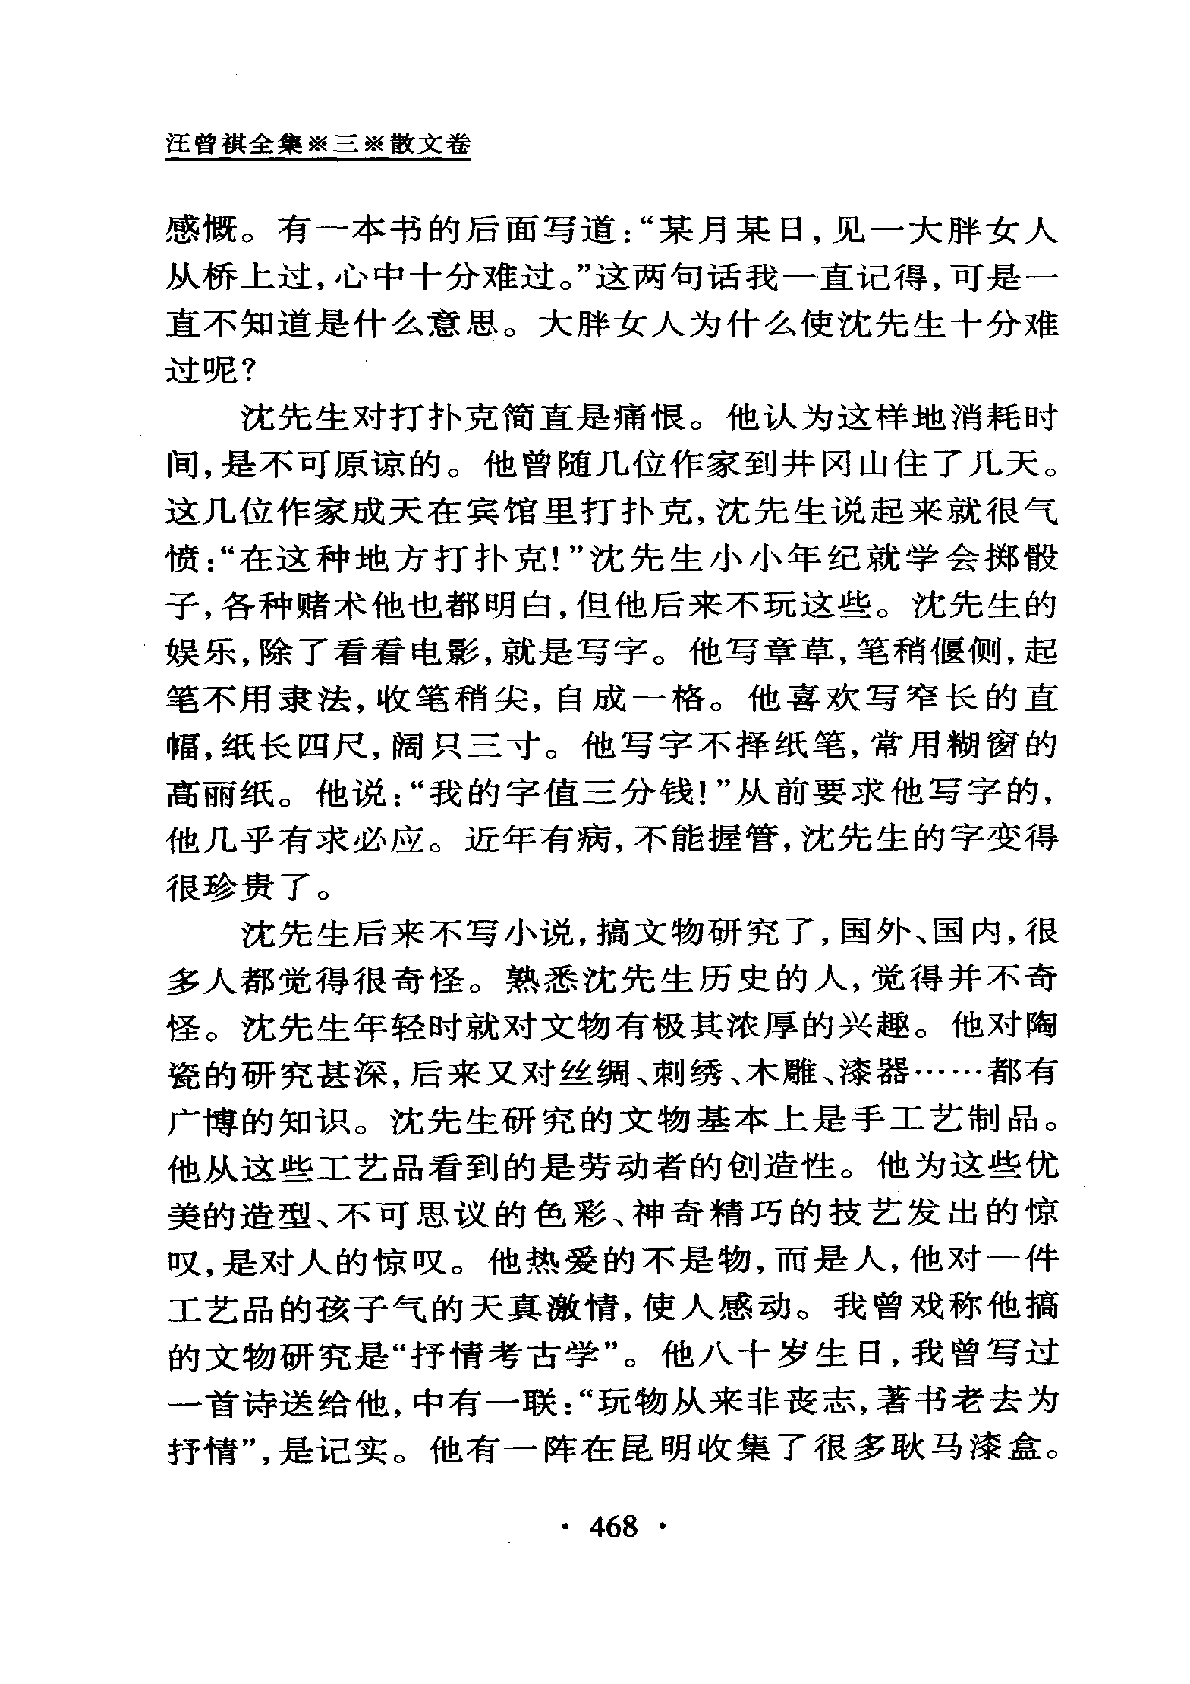 汪曾祺全集※三※散文卷
感慨。有一本书的后面写道：“某月某日，见一大胖女人
从桥上过，心中十分难过。”这两句话我一直记得，可是一
直不知道是什么意思。大胖女人为什么使沈先生十分难
过呢？
沈先生对打扑克简直是痛恨。他认为这样地消耗时
间，是不可原谅的。他曾随几位作家到井冈山住了几天。
这几位作家成天在宾馆里打扑克，沈先生说起来就很气
愤：“在这种地方打扑克！”沈先生小小年纪就学会掷骰
子，各种赌术他也都明白，但他后来不玩这些。沈先生的
娱乐，除了看看电影，就是写字。他写章草，笔稍偃侧，起
笔不用隶法，收笔稍尖，自成一格。他喜欢写窄长的直
幅，纸长四尺，阔只三寸。他写字不择纸笔，常用糊窗的
高丽纸。他说：“我的字值三分钱！”从前要求他写字的，
他几乎有求必应。近年有病，不能握管，沈先生的字变得
很珍贵了。
沈先生后来不写小说，搞文物研究了，国外、国内，很
多人都觉得很奇怪。熟悉沈先生历史的人，觉得并不奇
怪。沈先生年轻时就对文物有极其浓厚的兴趣。他对陶
瓷的研究甚深，后来又对丝绸、刺绣、木雕、漆器……都有
广博的知识。沈先生研究的文物基本上是手工艺制品。
他从这些工艺品看到的是劳动者的创造性。他为这些优
美的造型、不可思议的色彩、神奇精巧的技艺发出的惊
叹，是对人的惊叹。他热爱的不是物，而是人，他对一件
工艺品的孩子气的天真激情，使人感动。我曾戏称他搞
的文物研究是“抒情考古学”。他八十岁生日，我曾写过
一首诗送给他，中有一联：“玩物从来非丧志，著书老去为
抒情”，是记实。他有一阵在昆明收集了很多耿马漆盒。
· 468 ·